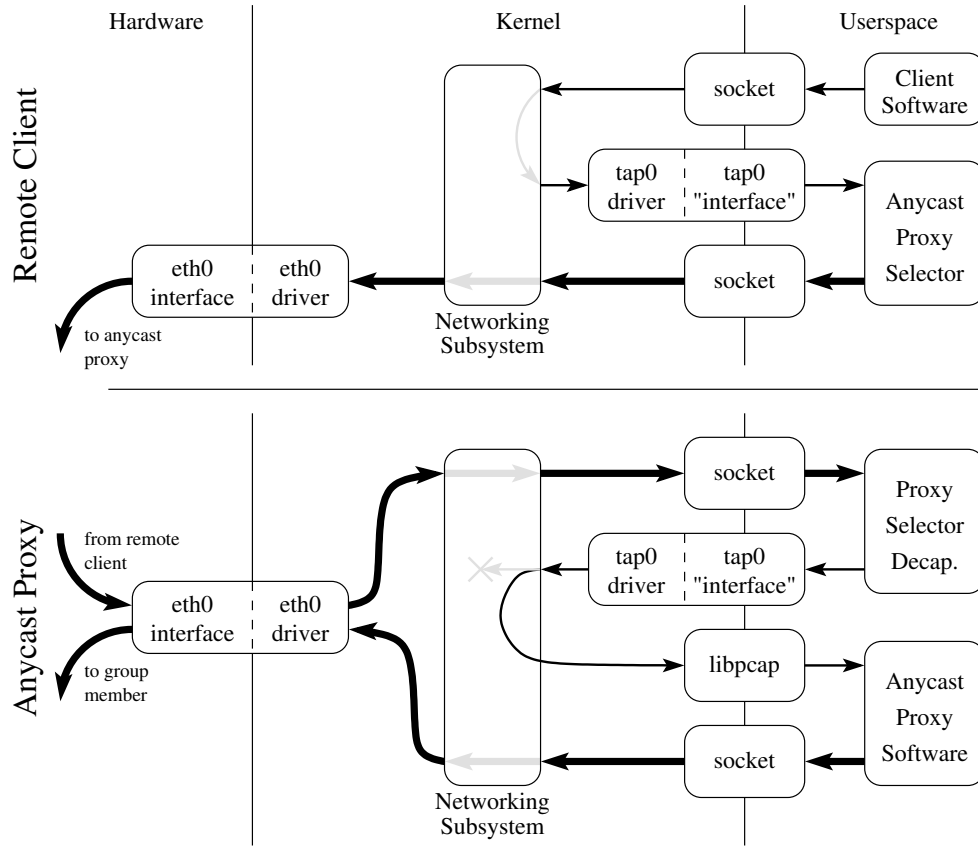 Hardware
Kernel
Userspace
Remote Client
socket
Client
Software
tap0
driver
tap0
"interface"
Anycast
Proxy
Selector
eth0
interface
eth0
driver
socket
to anycast
proxy
Networking
Subsystem
Anycast Proxy
socket
Proxy
Selector
Decap.
from remote
client
tap0
driver
tap0
"interface"
eth0
interface
eth0
driver
to group
member
libpcap
Anycast
Proxy
Software
socket
Networking
Subsystem